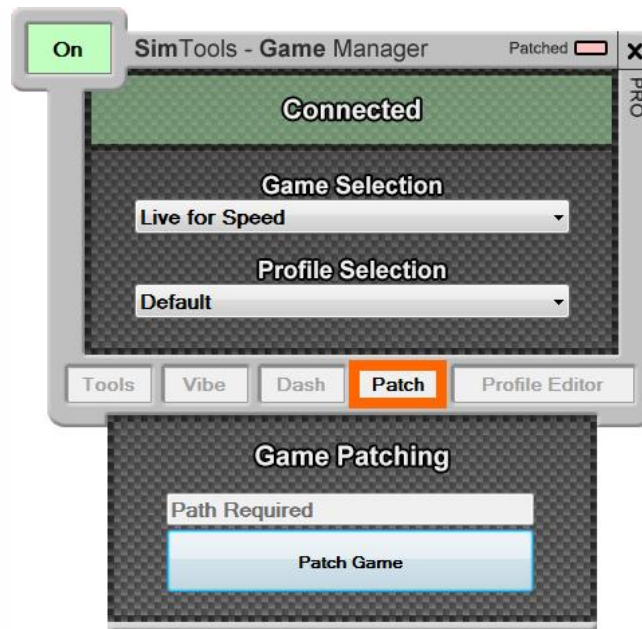 On
SimTools - Game Manager
Patched
X
PRO
Connected
Game Selection
Live for Speed
Profile Selection
Default
Tools
Vibe
Dash
Patch
Profile Editor
Game Patching
Path Required
Patch Game